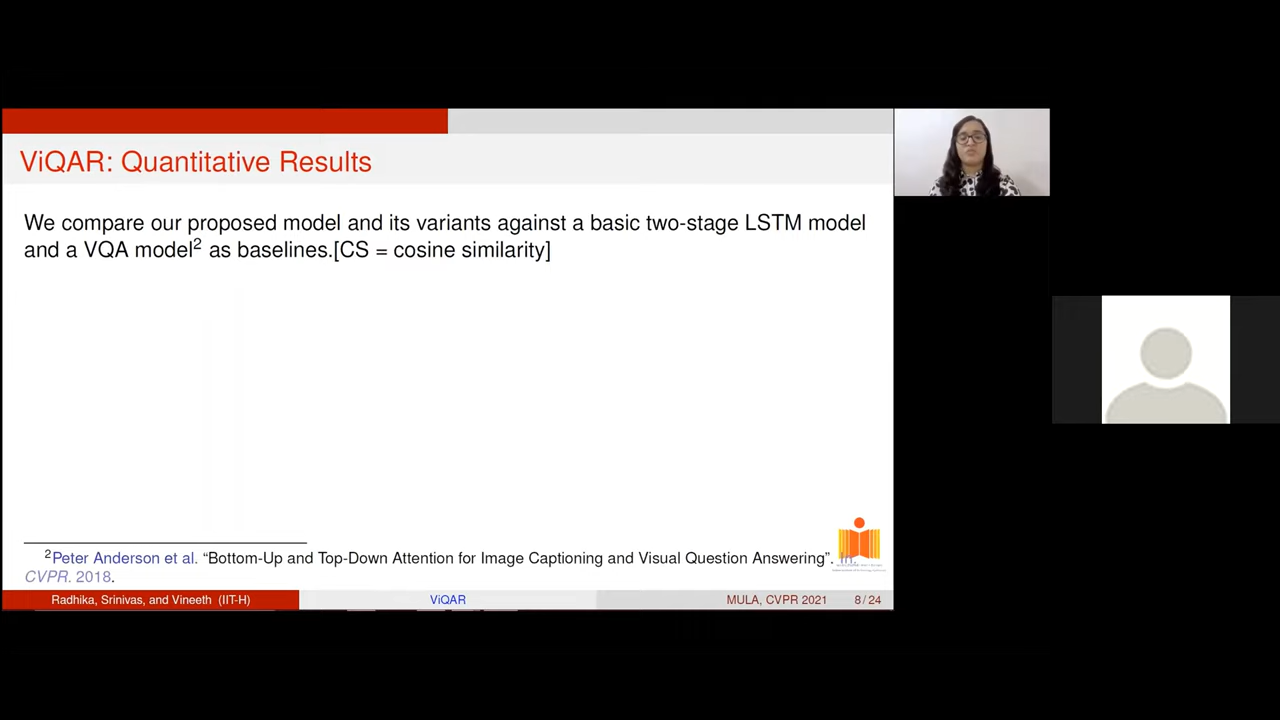 ViQAR: Quantitative Results
We compare our proposed model and its variants against a basic two-stage LSTM model
and a VQA model² as baselines.[CS = cosine similarity]
²Peter Anderson et al. “Bottom-Up and Top-Down Attention for Image Captioning and Visual Question Answering”. In
CVPR. 2018.
Radhika, Srinivas, and Vineeth (IIT-H) ViQAR MULA, CVPR 2021 8 / 24